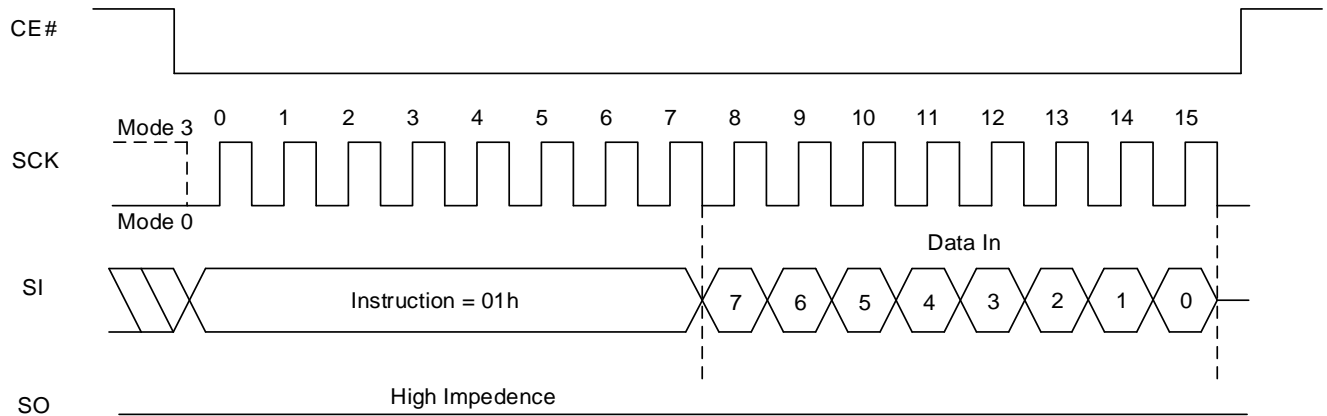 CE#
Mode 3 0 1 2 3 4 5 6 7 8 9 10 11 12 13 14 15
SCK
Mode 0
Data In
SI Instruction = 01h 7 6 5 4 3 2 1 0
High Impedence
SO